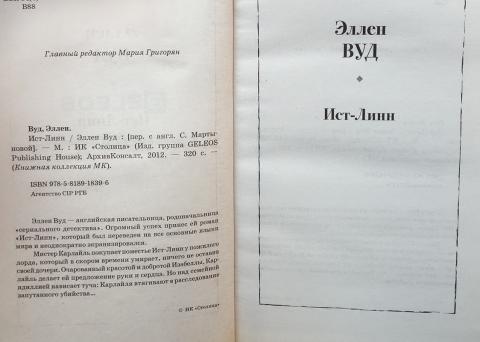 В88
Главный редактор Мария Григорян
Вуд, Эллен.
Ист-Линн / Эллен Вуд : [пер. с англ. С. Марты-
новой]. — М. : ИК «Столица» (Изд. группа GELEOS
Publishing House); АрхивКонсалт, 2012. — 320 с. —
(Книжная коллекция МК).
ISBN 978-5-8189-1839-6
Агентство CIP РГБ
Эллен Вуд — английская писательница, родоначальница
«сериального детектива». Огромный успех принес ей роман
«Ист-Линн», который был переведен на все основные языки
мира и неоднократно экранизировался.
Мистер Карлайль покупает поместье Ист-Линн у пожилого
лорда, который в скором времени умирает, ничего не оставив
своей дочери. Очарованный красотой и добротой Изабеллы, Кар-
лайль делает ей предложение руки и сердца. Но над семейной
идиллией нависает туча: Карлайля втягивают в расследование
запутанного убийства...
© ИК «Столица»
Эллен
ВУД
Ист-Линн